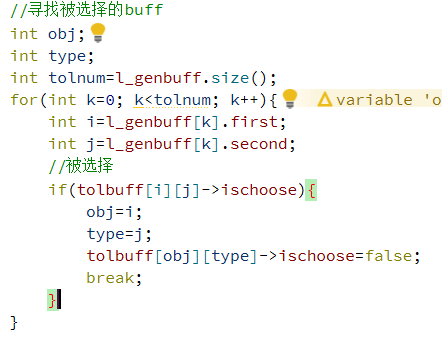 //寻找被选择的buff
int obj;
int type;
int tolnum=l_genbuff.size();
for(int k=0; k<tolnum; k++){ variable 'o
int i=l_genbuff[k].first;
int j=l_genbuff[k].second;
//被选择
if(tolbuff[i][j]->ischoose){
obj=i;
type=j;
tolbuff[obj][type]->ischoose=false;
break;
}
}